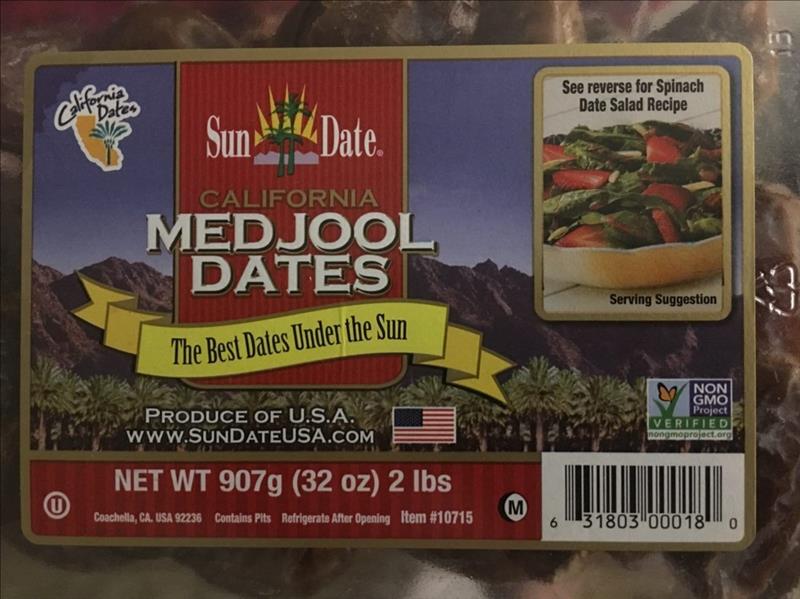 California
Dates
Sun Date®
CALIFORNIA
MEDJOOL
DATES
The Best Dates Under the Sun
PRODUCE OF U.S.A.
WWW.SUNDATEUSA.COM
See reverse for Spinach
Date Salad Recipe
Serving Suggestion
NON
GMO
Project
VERIFIED
nongmoproject.org
NET WT 907g (32 oz) 2 lbs
U
Coachella, CA. USA 92236 Contains Pits Refrigerate After Opening Item #10715
M
6 31803 00018 0